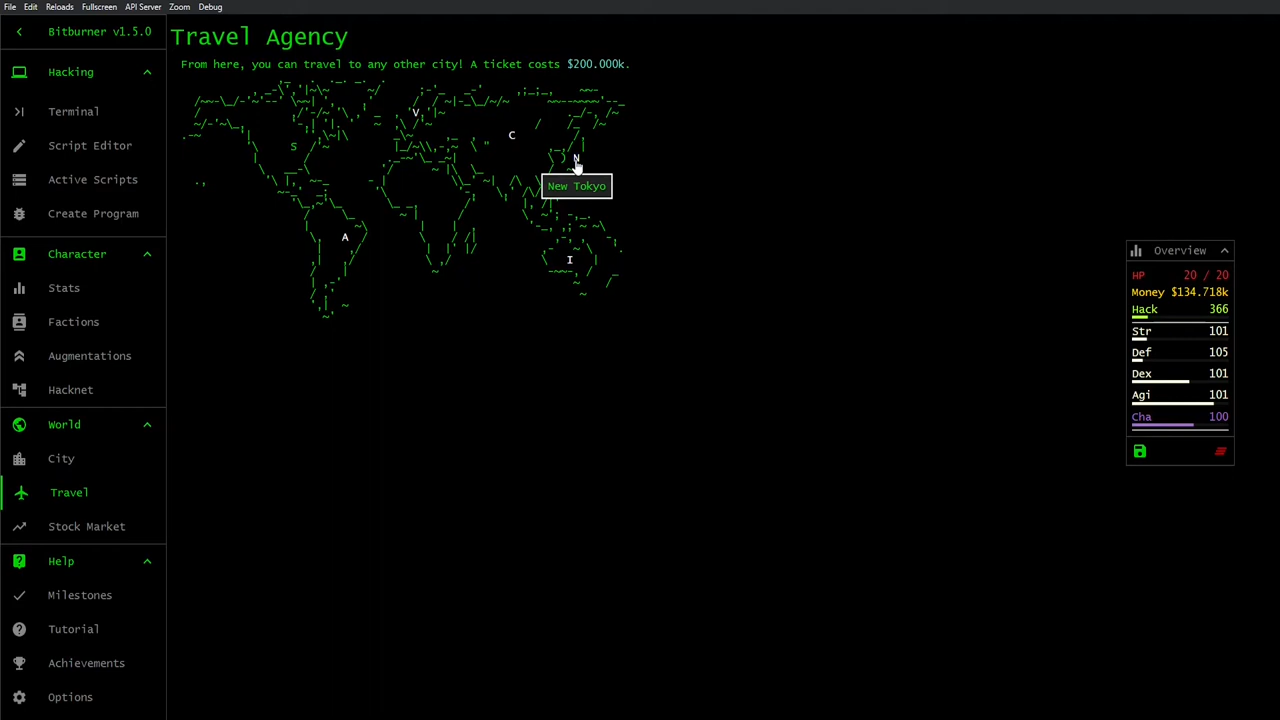 File Edit Reloads Fullscreen API Server Zoom Debug
Bitburner v1.5.0
Hacking
Terminal
Script Editor
Active Scripts
Create Program
Character
Stats
Factions
Augmentations
Hacknet
World
City
Travel
Stock Market
Help
Milestones
Tutorial
Achievements
Options
Travel Agency
From here, you can travel to any other city! A ticket costs $200.000k.
V
C
S
N
New Tokyo
A
I
Overview
HP 20 / 20
Money $134.718k
Hack 366
Str 101
Def 105
Dex 101
Agi 101
Cha 100